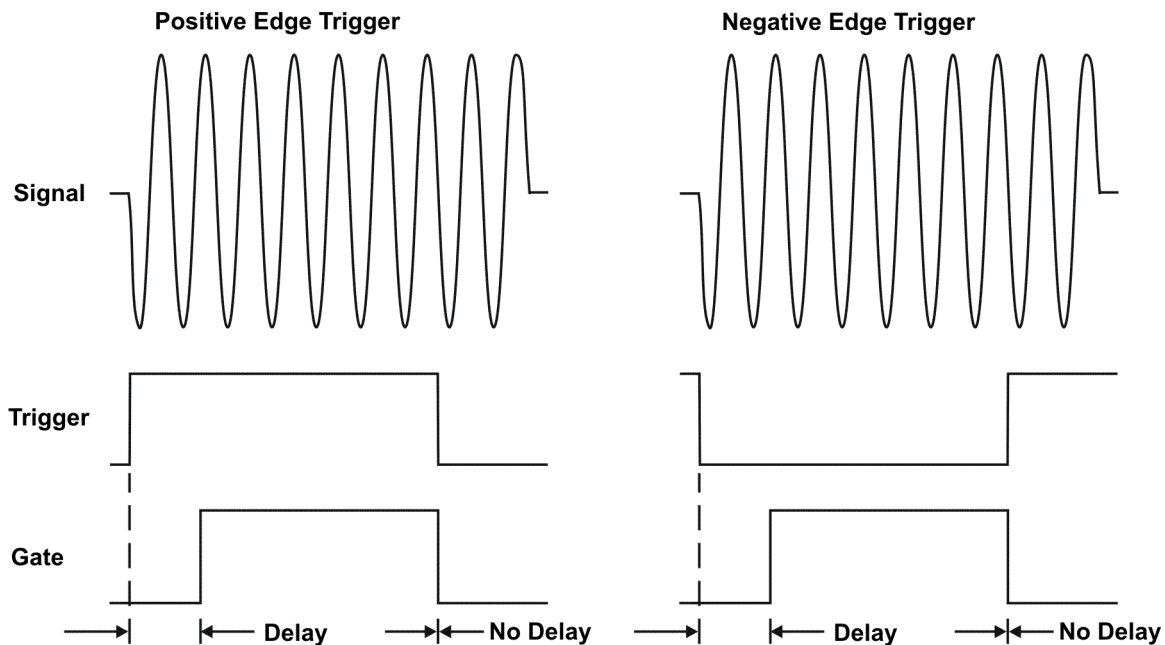 Positive Edge Trigger
Negative Edge Trigger
Signal
Trigger
Gate
Delay
No Delay
Delay
No Delay